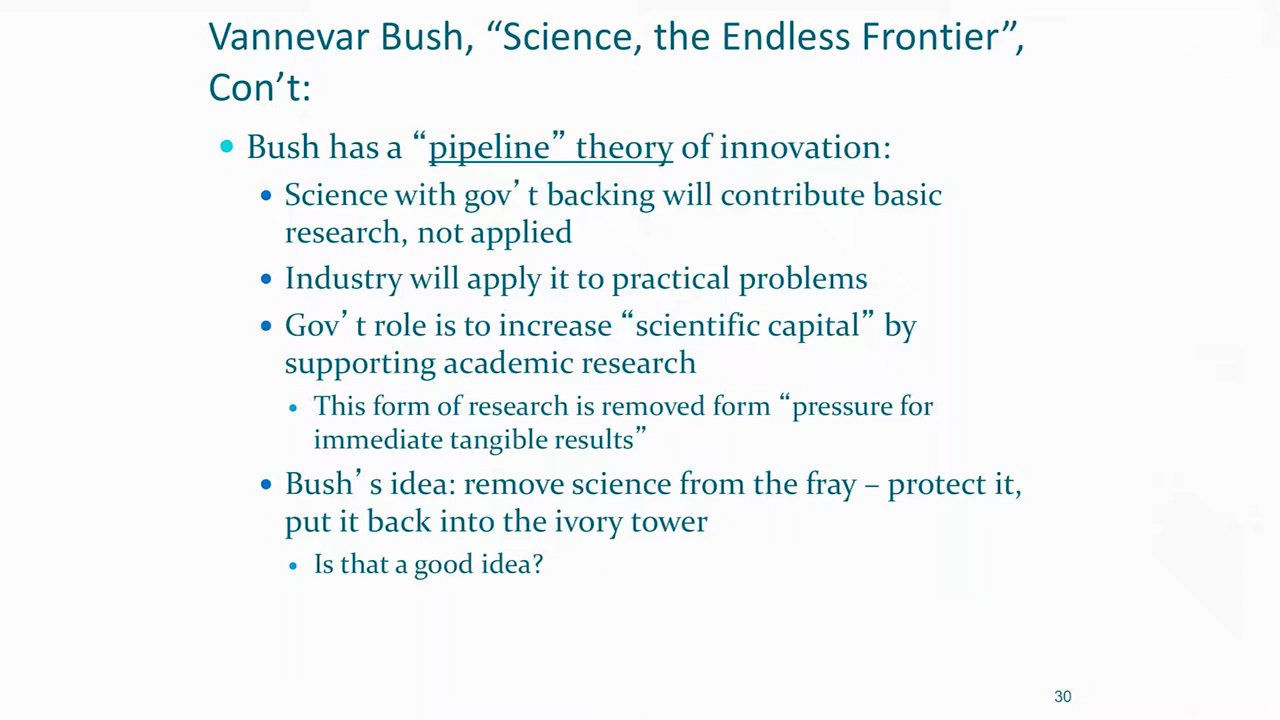 Vannevar Bush, “Science, the Endless Frontier”,
Con’t:
• Bush has a “pipeline” theory of innovation:
• Science with gov’ t backing will contribute basic
research, not applied
• Industry will apply it to practical problems
• Gov’ t role is to increase “scientific capital” by
supporting academic research
• This form of research is removed form “pressure for
immediate tangible results”
• Bush’ s idea: remove science from the fray – protect it,
put it back into the ivory tower
• Is that a good idea?
30